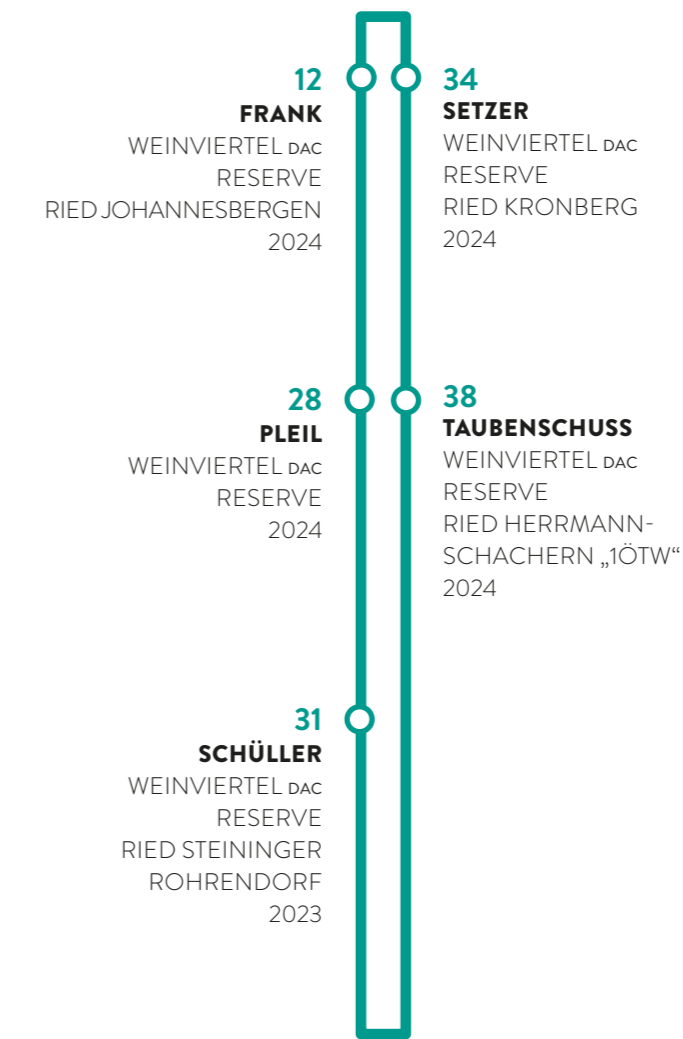 12
FRANK
WEINVIERTEL DAC
RESERVE
RIED JOHANNESBERGEN
2024
28
PLEIL
WEINVIERTEL DAC
RESERVE
2024
31
SCHÜLLER
WEINVIERTEL DAC
RESERVE
RIED STEININGER
ROHRENDORF
2023
34
SETZER
WEINVIERTEL DAC
RESERVE
RIED KRONBERG
2024
38
TAUBENSCHUSS
WEINVIERTEL DAC
RESERVE
RIED HERRMANN-
SCHACHERN „1ÖTW“
2024